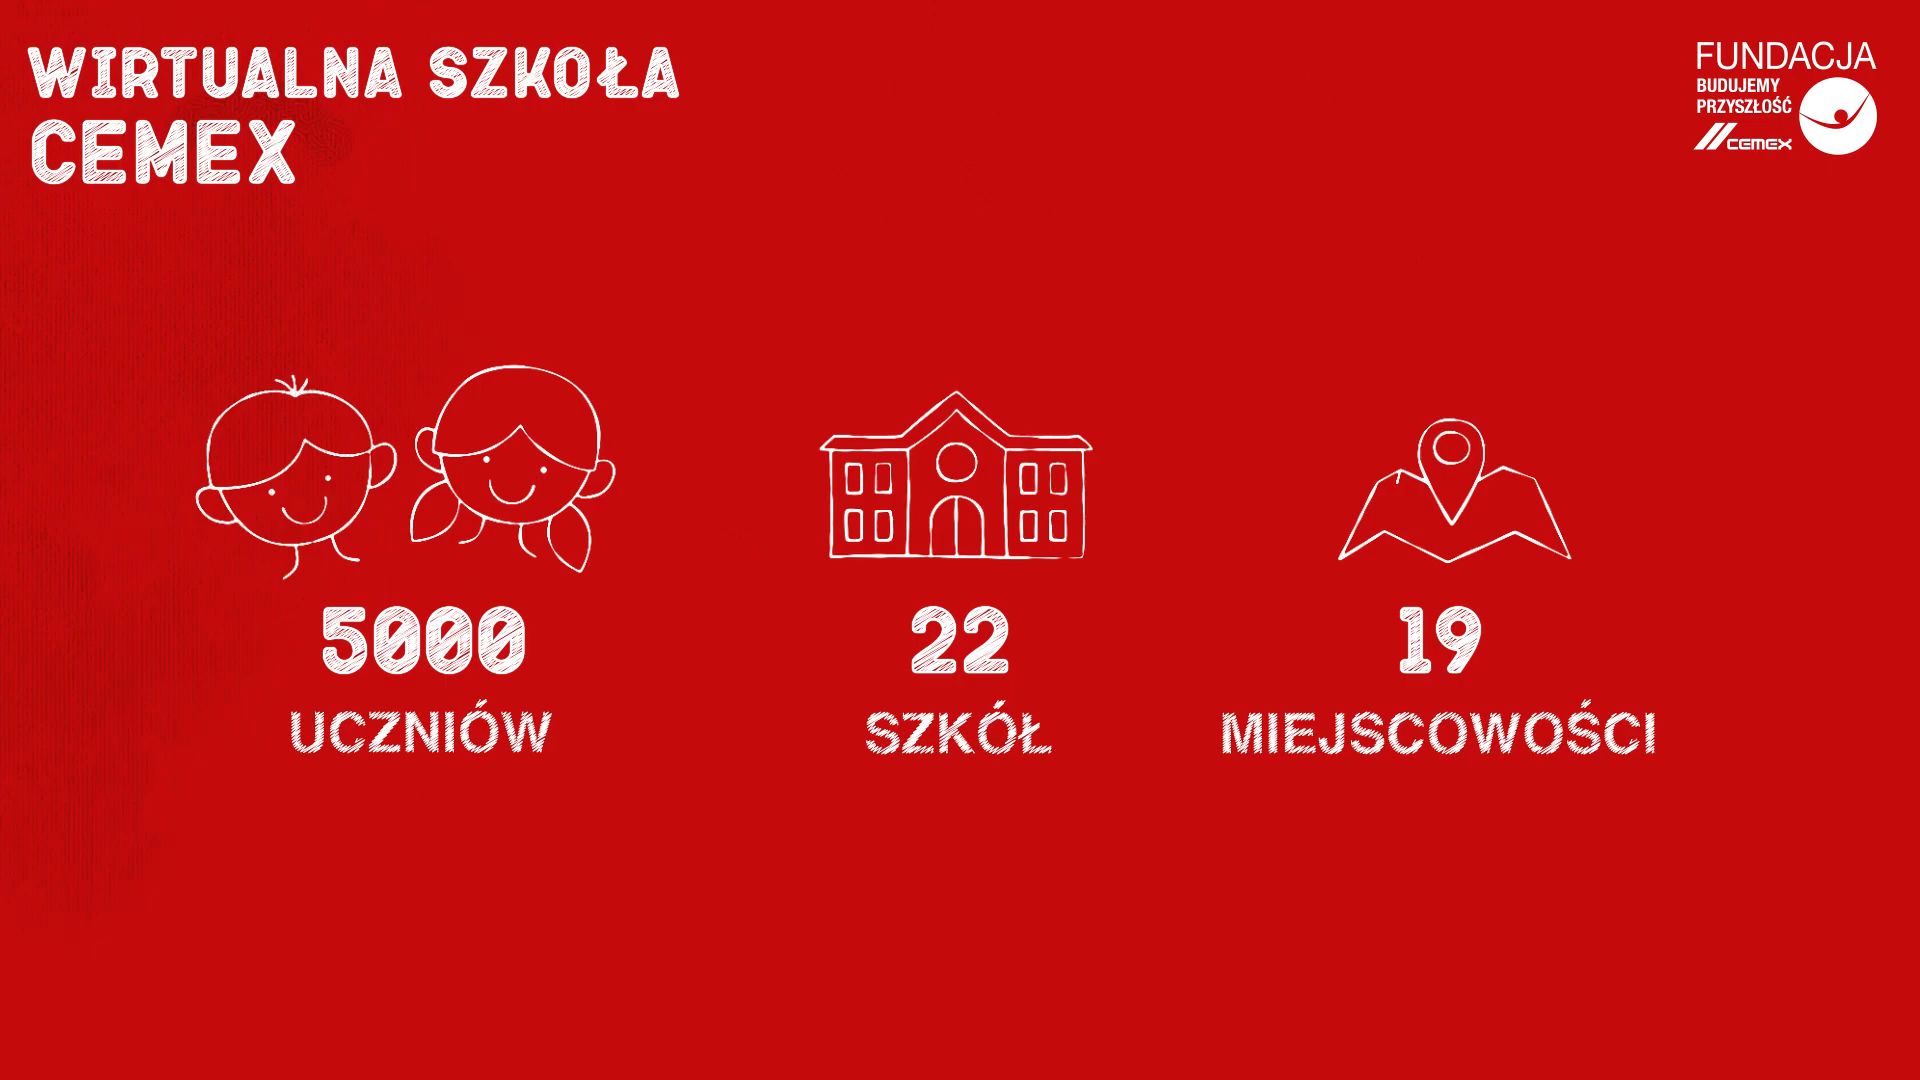 WIRTUALNA SZKOŁA
CEMEX
FUNDACJA
BUDUJEMY
PRZYSZŁOŚĆ
CEMEX
5000
UCZNIÓW
22
SZKÓŁ
19
MIEJSCOWOŚCI